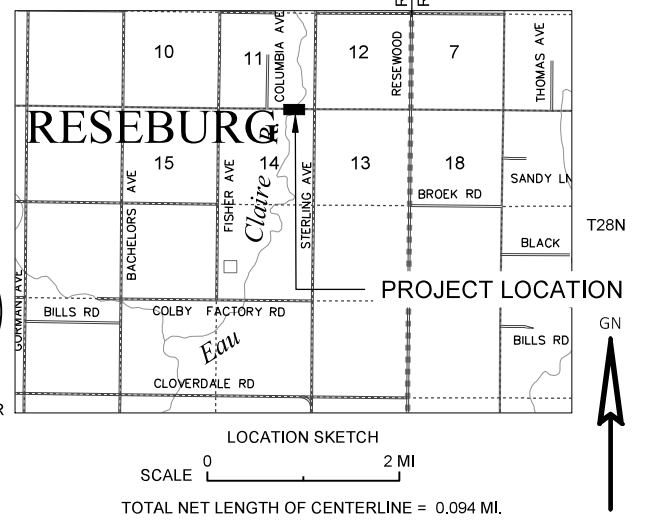 10
11
COLUMBIA AVE
12
RESEWOOD
7
THOMAS AVE
RESEBURG
R.
15
BACHELORS AVE
FISHER AVE
14
Claire
STERLING AVE
13
18
BROEK RD
SANDY LN
T28N
BLACK
PROJECT LOCATION
GORMAN AVE
BILLS RD
COLBY FACTORY RD
Eau
BILLS RD
GN
CLOVERDALE RD
R
LOCATION SKETCH
SCALE 0 2 MI
TOTAL NET LENGTH OF CENTERLINE = 0.094 MI.